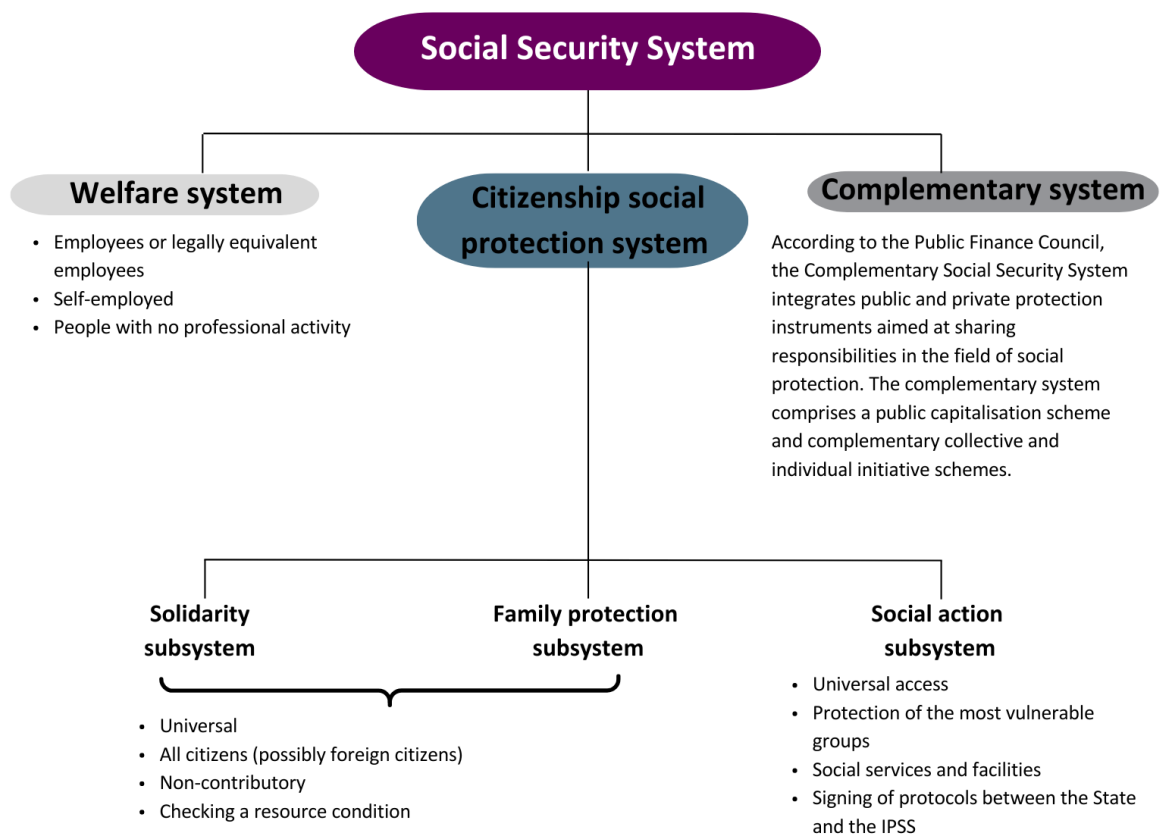 Social Security System
Welfare system
• Employees or legally equivalent
employees
• Self-employed
• People with no professional activity
Citizenship social
protection system
Complementary system
According to the Public Finance Council,
the Complementary Social Security System
integrates public and private protection
instruments aimed at sharing
responsibilities in the field of social
protection. The complementary system
comprises a public capitalisation scheme
and complementary collective and
individual initiative schemes.
Solidarity
subsystem
Family protection
subsystem
• Universal
• All citizens (possibly foreign citizens)
• Non-contributory
• Checking a resource condition
Social action
subsystem
• Universal access
• Protection of the most vulnerable
groups
• Social services and facilities
• Signing of protocols between the State
and the IPSS